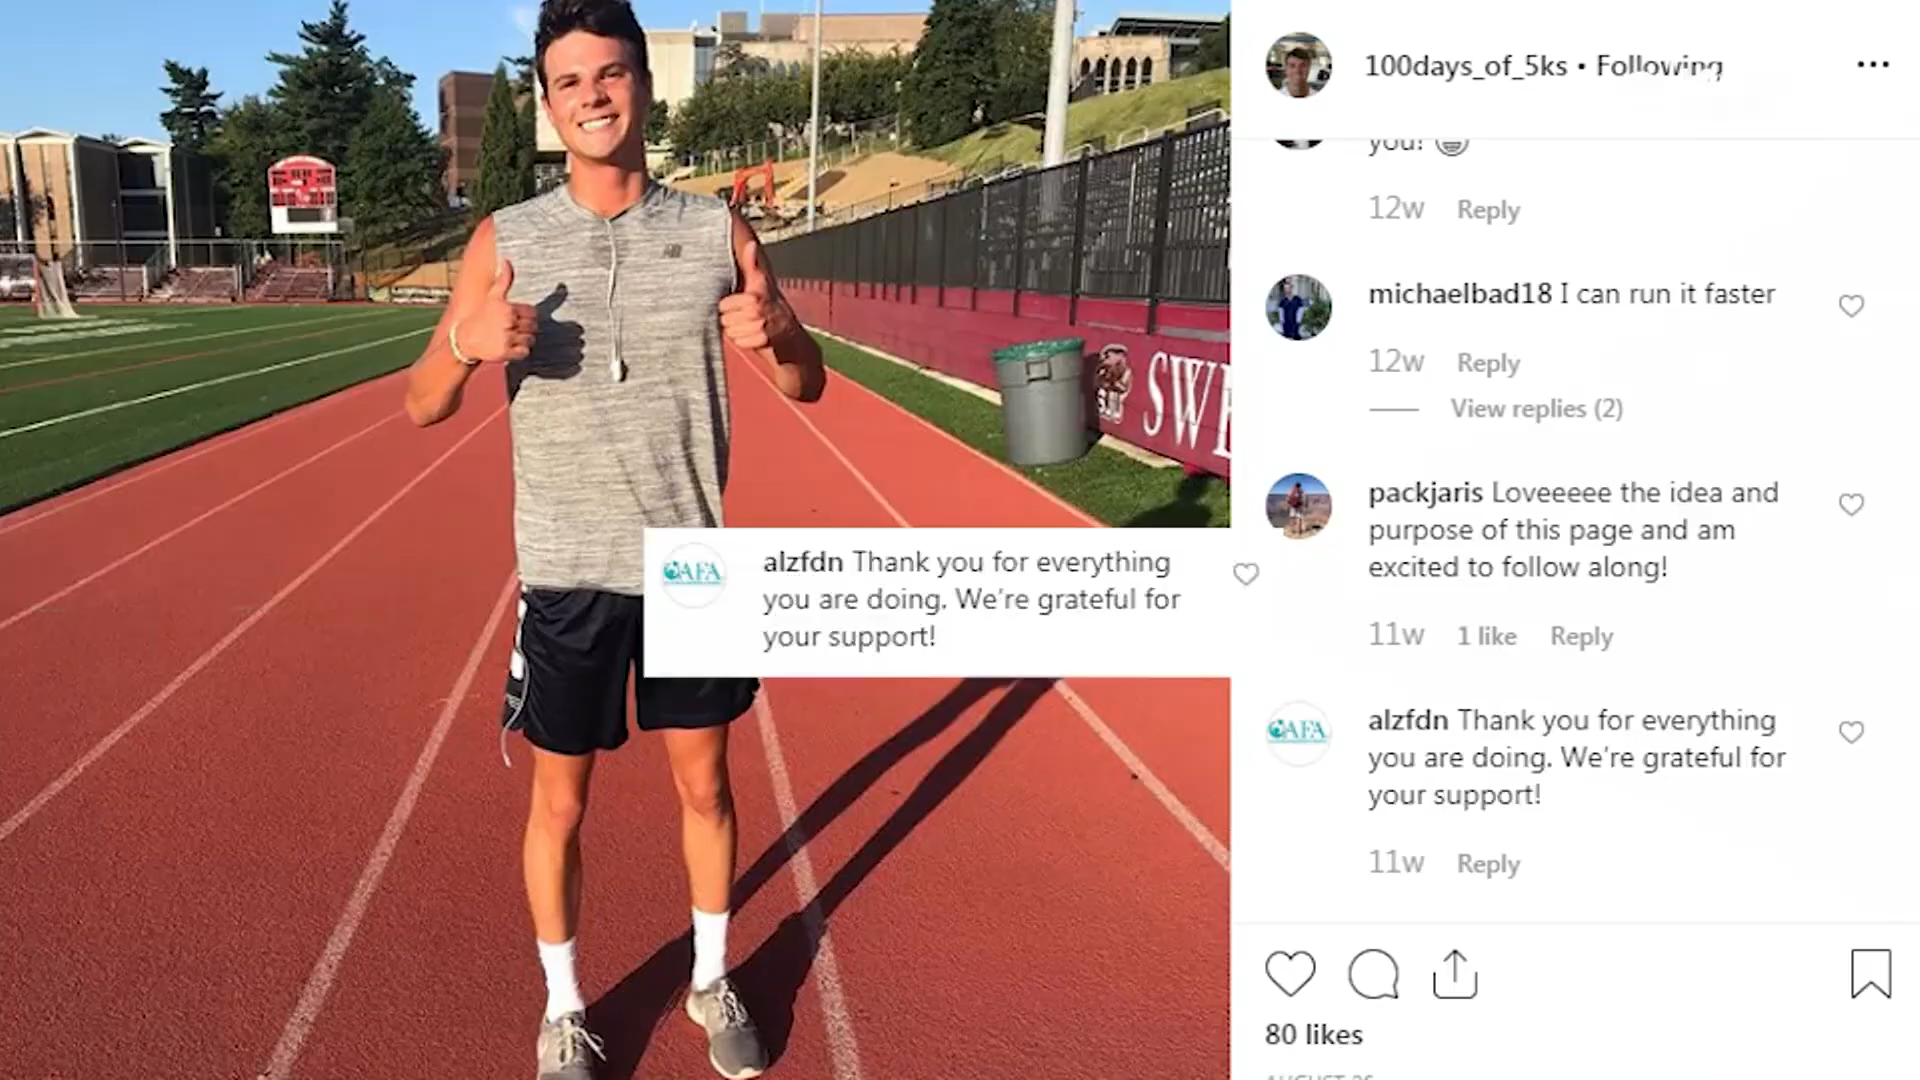 100days_of_5ks • Following
you!
12w Reply
michaelbad18 I can run it faster
12w Reply
View replies (2)
packjaris Loveeeee the idea and
purpose of this page and am
excited to follow along!
11w 1 like Reply
alzfdn Thank you for everything
you are doing. We're grateful for
your support!
11w Reply
80 likes
AFA
alzfdn Thank you for everything
you are doing. We're grateful for
your support!
AFA